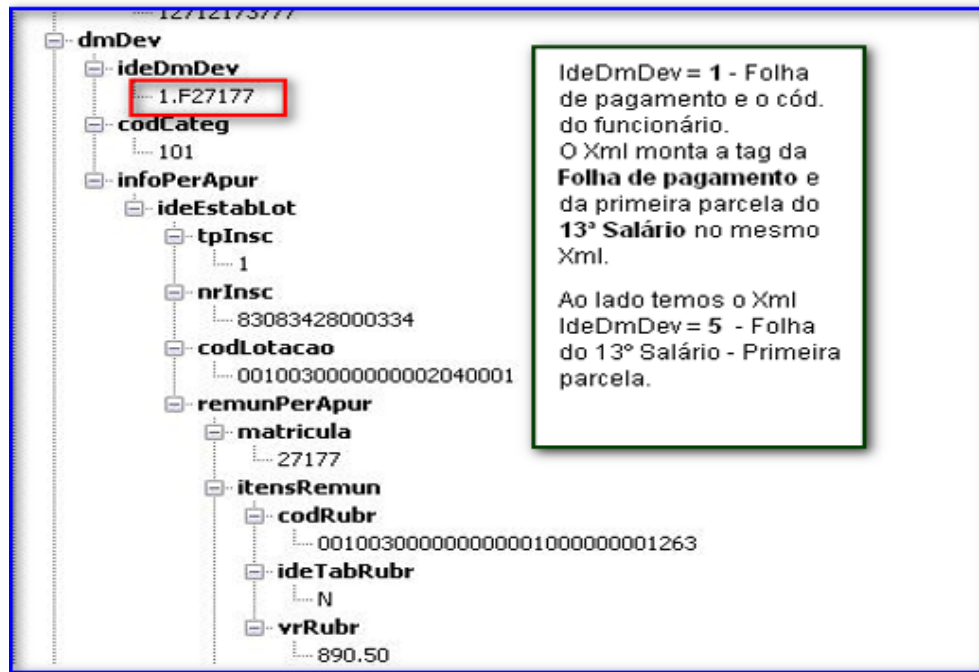 12712173777
dmDev
ideDmDev
1.F27177
codCateg
101
infoPerApur
ideEstabLot
tpInsc
1
nrInsc
83083428000334
codLotacao
0010030000000002040001
remunPerApur
matricula
27177
itensRemun
codRubr
0010030000000000010000000001263
ideTabRubr
N
vrRubr
890.50
IdeDmDev = 1 - Folha
de pagamento e o cód.
do funcionário.
O Xml monta a tag da
Folha de pagamento e
da primeira parcela do
13ª Salário no mesmo
Xml.
Ao lado temos o Xml
IdeDmDev = 5 - Folha
do 13º Salário - Primeira
parcela.